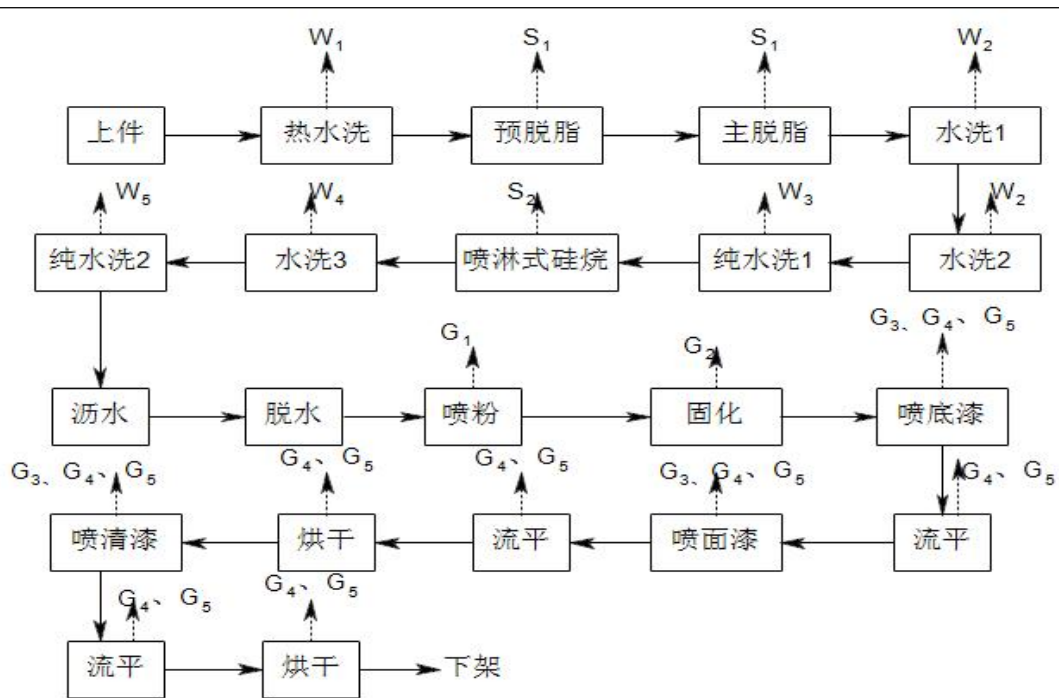 W₁ S₁ S₁ W₂
上件 热水洗 预脱脂 主脱脂 水洗1
W₅ W₄ S₂ W₃ W₂
纯水洗2 水洗3 喷淋式硅烷 纯水洗1 水洗2
G₁ G₂ G₃、G₄、G₅
沥水 脱水 喷粉 固化 喷底漆
G₃、G₄、G₅ G₄、G₅ G₄、G₅ G₃、G₄、G₅ G₄、G₅
喷清漆 烘干 流平 喷面漆 流平
G₄、G₅ G₄、G₅
流平 烘干 下架